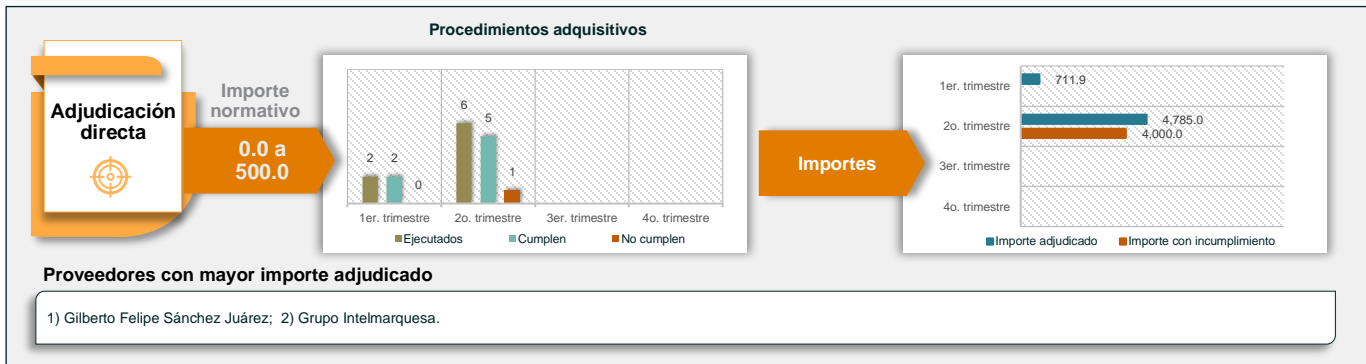 Procedimientos adquisitivos
Adjudicación
directa
Importe
normativo
0.0 a
500.0
2
2
0
6
5
1
1er. trimestre
2o. trimestre
3er. trimestre
4o. trimestre
Ejecutados
Cumplen
No cumplen
Importes
1er. trimestre
711.9
2o. trimestre
4,785.0
4,000.0
3er. trimestre
4o. trimestre
Importe adjudicado
Importe con incumplimiento
Proveedores con mayor importe adjudicado
1) Gilberto Felipe Sánchez Juárez; 2) Grupo Intelmarquesa.